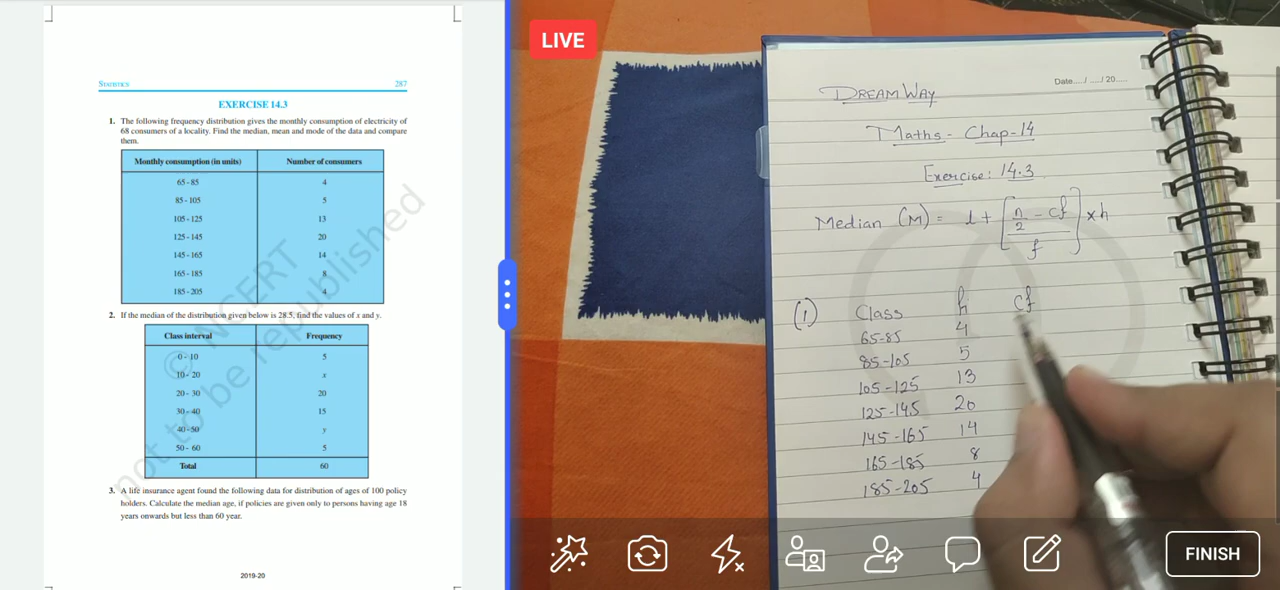 STATISTICS 287
EXERCISE 14.3
1. The following frequency distribution gives the monthly consumption of electricity of
68 consumers of a locality. Find the median, mean and mode of the data and compare
them.
Monthly consumption (in units) Number of consumers
65 - 85 4
85 - 105 5
105 - 125 13
125 - 145 20
145 - 165 14
165 - 185 8
185 - 205 4
2. If the median of the distribution given below is 28.5, find the values of x and y.
Class interval Frequency
0 - 10 5
10 - 20 x
20 - 30 20
30 - 40 15
40 - 50 y
50 - 60 5
Total 60
3. A life insurance agent found the following data for distribution of ages of 100 policy
holders. Calculate the median age, if policies are given only to persons having age 18
years onwards but less than 60 year.
2019-20
© NCERT
not to be republished
LIVE
Date...../ ...../ 20.....
DREAM WAY
Maths - Chap-14
Exercise: 14.3
Median (M) = l + [n/2 - cf / f] × h
(1) Class fi cf
65-85 4
85-105 5
105-125 13
125-145 20
145-165 14
165-185 8
185-205 4
FINISH